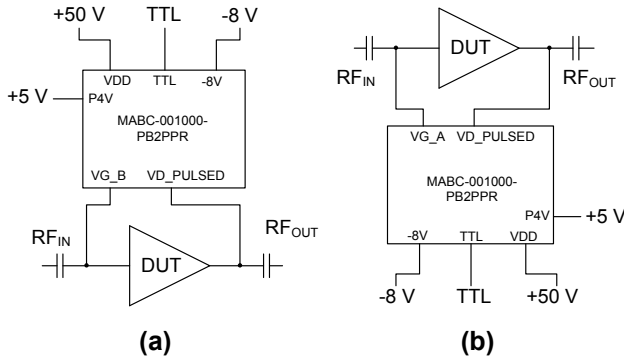 +50 V TTL -8 V
VDD TTL -8V
+5 V P4V
MABC-001000-
PB2PPR
VG_B VD_PULSED
RFIN RFOUT
DUT
(a)
DUT
RFIN RFOUT
VG_A VD_PULSED
MABC-001000-
PB2PPR
P4V +5 V
-8V TTL VDD
-8 V TTL +50 V
(b)